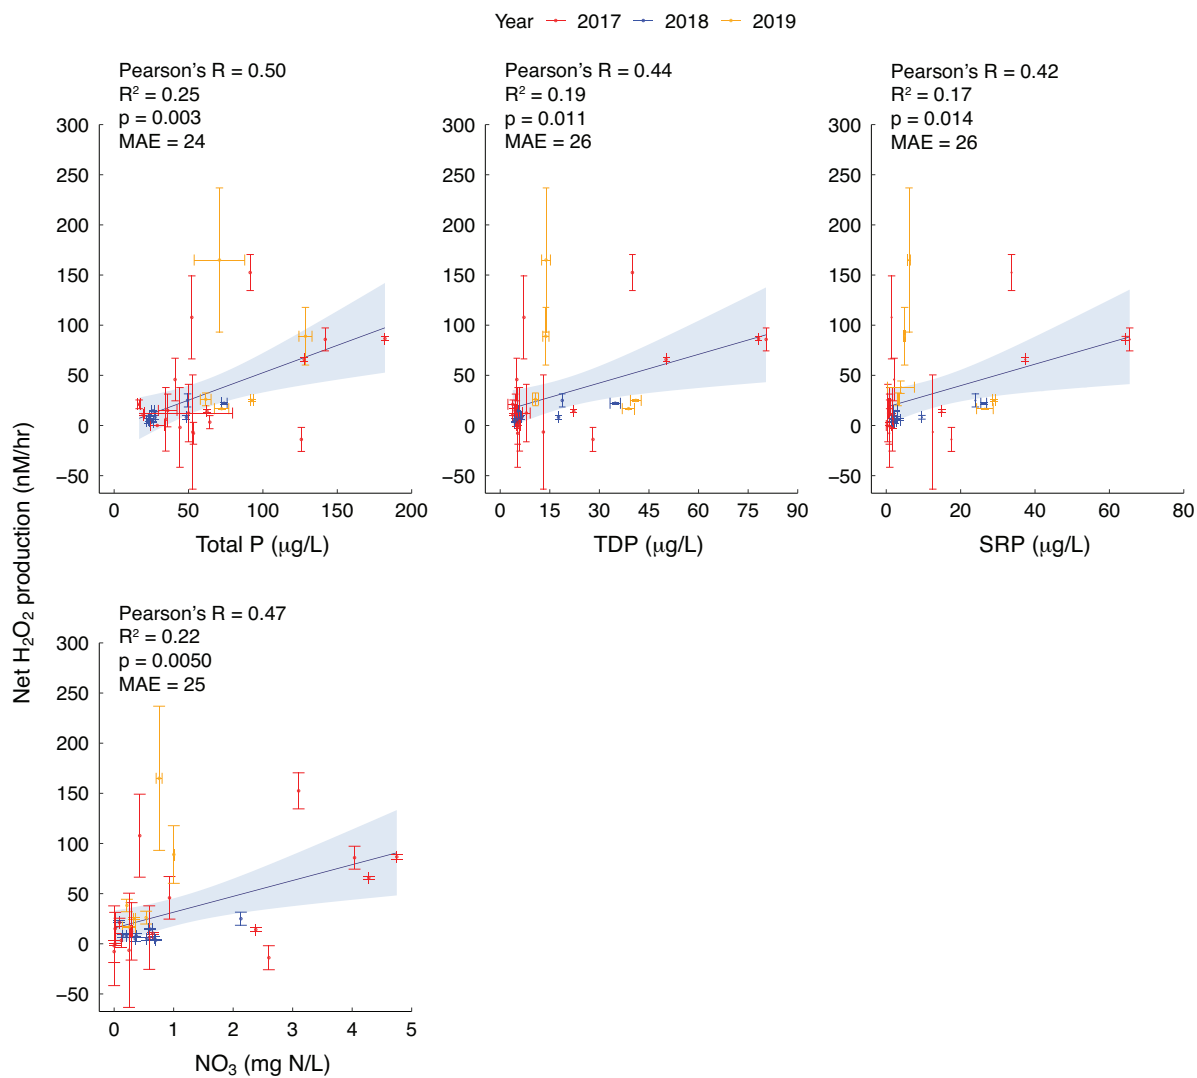 Year 2017 2018 2019
Pearson’s R = 0.50
R² = 0.25
p = 0.003
MAE = 24
300
250
200
150
100
50
0
−50
0 50 100 150 200
Total P (μg/L)
Pearson’s R = 0.44
R² = 0.19
p = 0.011
MAE = 26
300
250
200
150
100
50
0
−50
0 15 30 45 60 75 90
TDP (μg/L)
Pearson’s R = 0.42
R² = 0.17
p = 0.014
MAE = 26
300
250
200
150
100
50
0
−50
0 20 40 60 80
SRP (μg/L)
Net H₂O₂ production (nM/hr)
Pearson’s R = 0.47
R² = 0.22
p = 0.0050
MAE = 25
300
250
200
150
100
50
0
−50
0 1 2 3 4 5
NO₃ (mg N/L)